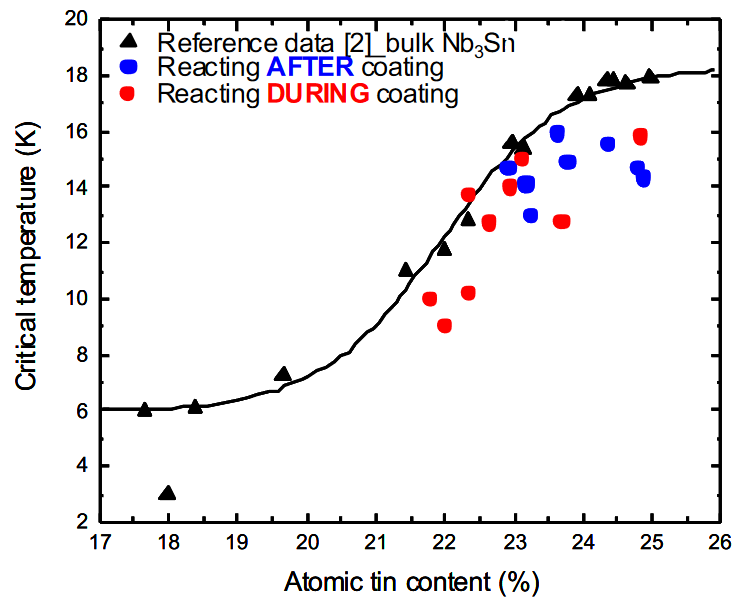 Reference data [2]_bulk Nb₃Sn
Reacting AFTER coating
Reacting DURING coating
20
18
16
14
12
10
8
6
4
2
Critical temperature (K)
17 18 19 20 21 22 23 24 25 26
Atomic tin content (%)